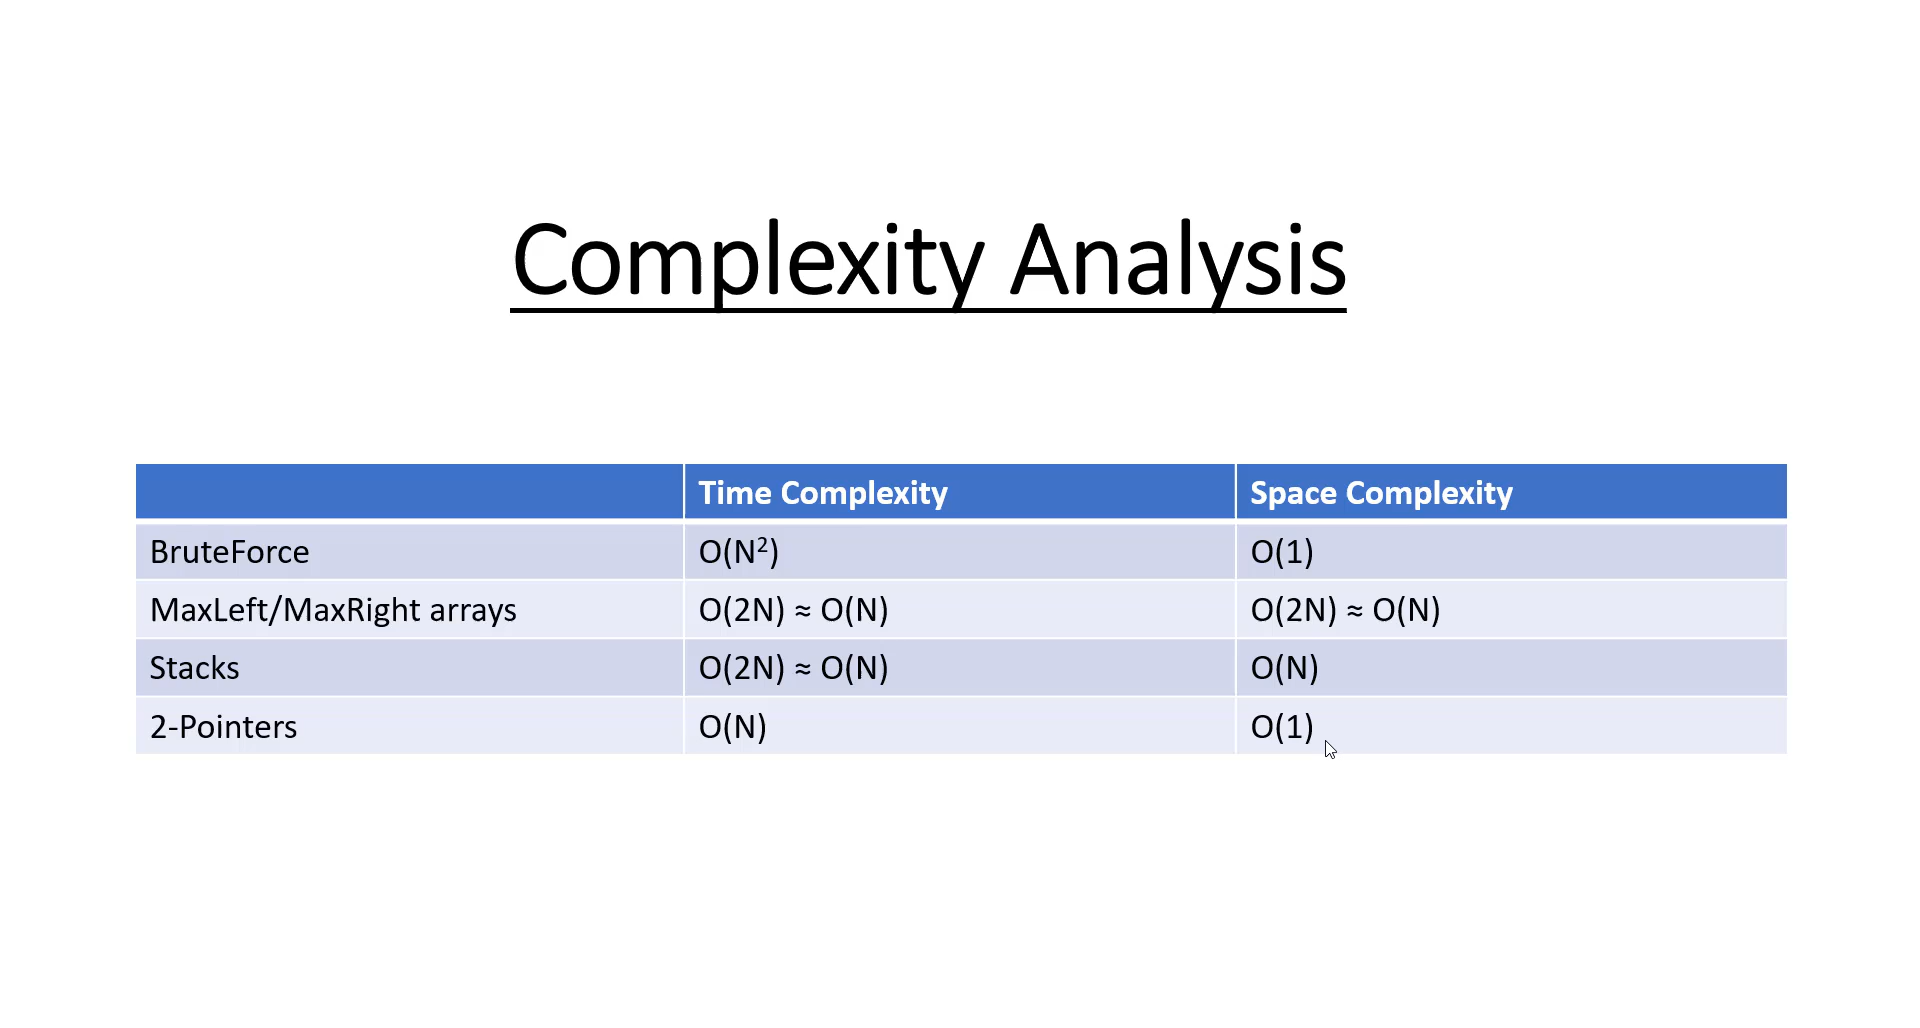 Complexity Analysis
Time Complexity Space Complexity
BruteForce O(N²) O(1)
MaxLeft/MaxRight arrays O(2N) ≈ O(N) O(2N) ≈ O(N)
Stacks O(2N) ≈ O(N) O(N)
2-Pointers O(N) O(1)